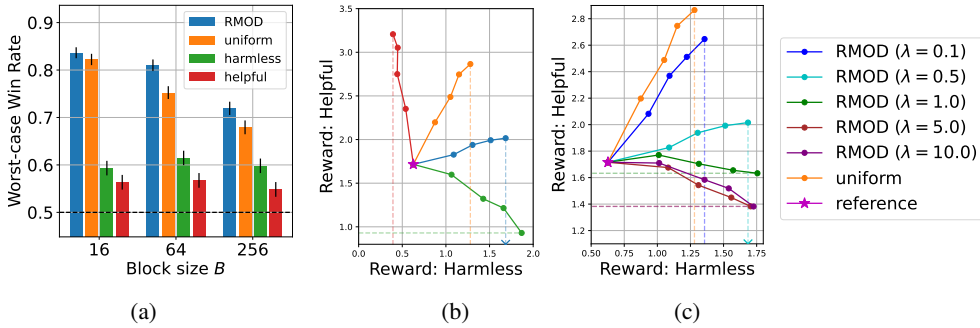 0.9
0.8
0.7
0.6
0.5
Worst-case Win Rate
RMOD
uniform
harmless
helpful
16
64
256
Block size B
(a)
3.5
3.0
2.5
2.0
1.5
1.0
Reward: Helpful
0.0
0.5
1.0
1.5
2.0
Reward: Harmless
(b)
2.8
2.6
2.4
2.2
2.0
1.8
1.6
1.4
1.2
Reward: Helpful
0.50
0.75
1.00
1.25
1.50
1.75
Reward: Harmless
(c)
RMOD (λ = 0.1)
RMOD (λ = 0.5)
RMOD (λ = 1.0)
RMOD (λ = 5.0)
RMOD (λ = 10.0)
uniform
reference